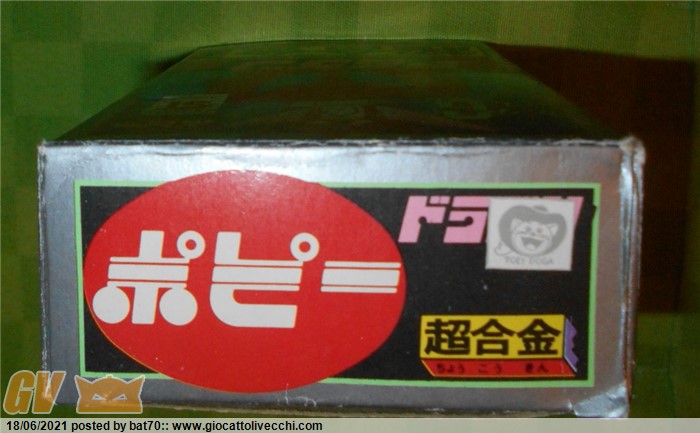 ポピー
ドラ
TOEI DOGA
超合金
ちょう ごう きん
GV
18/06/2021 posted by bat70:: www.giocattolivecchi.com